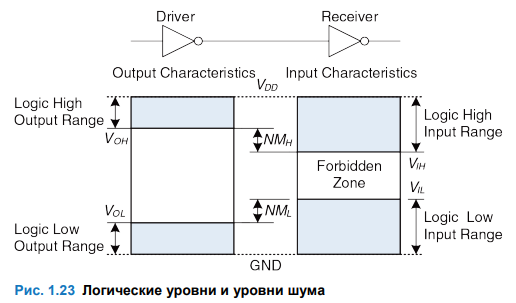 Driver
Receiver
Output Characteristics
Input Characteristics
VDD
Logic High
Output Range
VOH
NMH
Logic High
Input Range
VIH
Forbidden
Zone
VIL
VOL
NML
Logic Low
Output Range
Logic Low
Input Range
GND
Рис. 1.23 Логические уровни и уровни шума